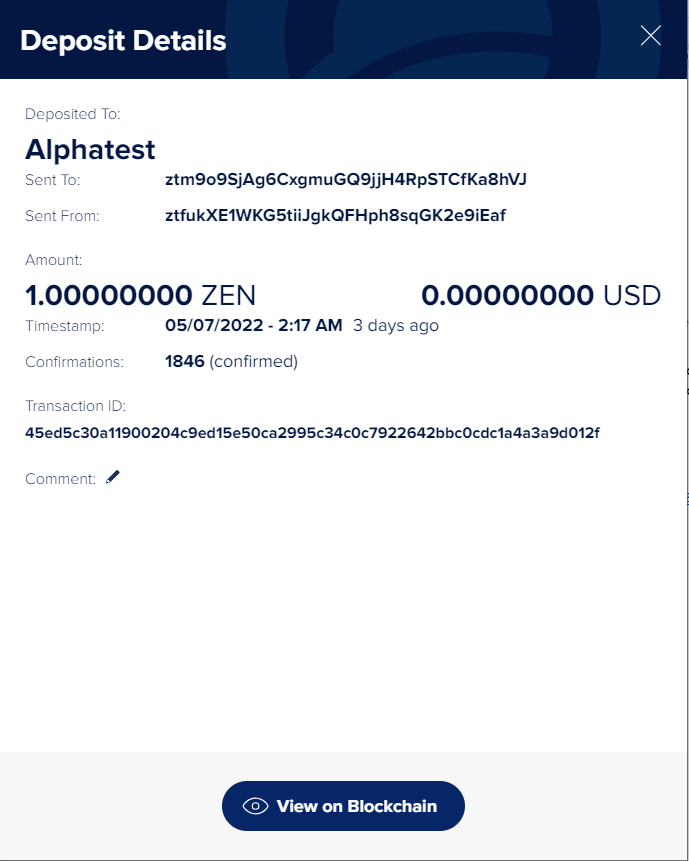 Deposit Details
Deposited To:
Alphatest
Sent To: ztm9o9SjAg6CxgmuGQ9jjH4RpSTCfKa8hVJ
Sent From: ztfukXE1WKG5tiiJgkQFHph8sqGK2e9iEaf
Amount:
1.00000000 ZEN 0.00000000 USD
Timestamp: 05/07/2022 - 2:17 AM 3 days ago
Confirmations: 1846 (confirmed)
Transaction ID:
45ed5c30a11900204c9ed15e50ca2995c34c0c7922642bbc0cdc1a4a3a9d012f
Comment:
View on Blockchain